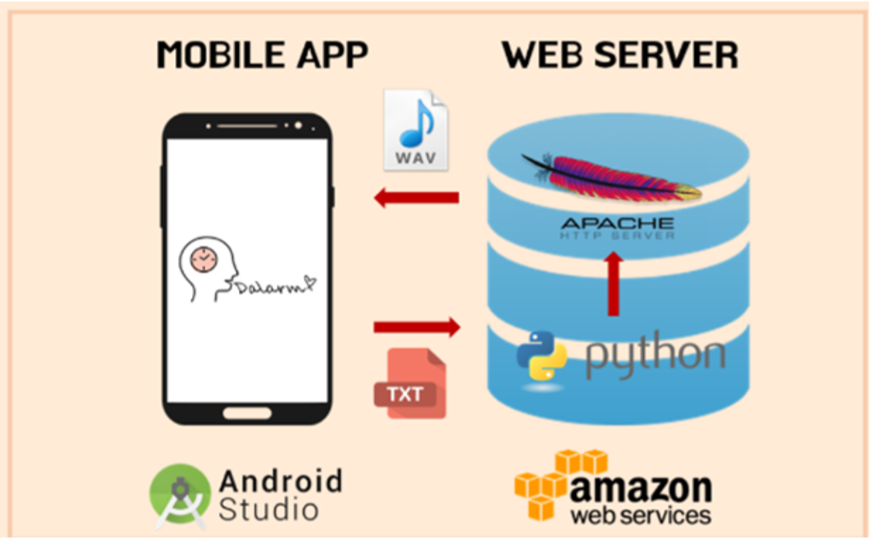 MOBILE APP
WEB SERVER
WAV
APACHE
HTTP SERVER
Dalarm
python
TXT
Android
Studio
amazon
web services